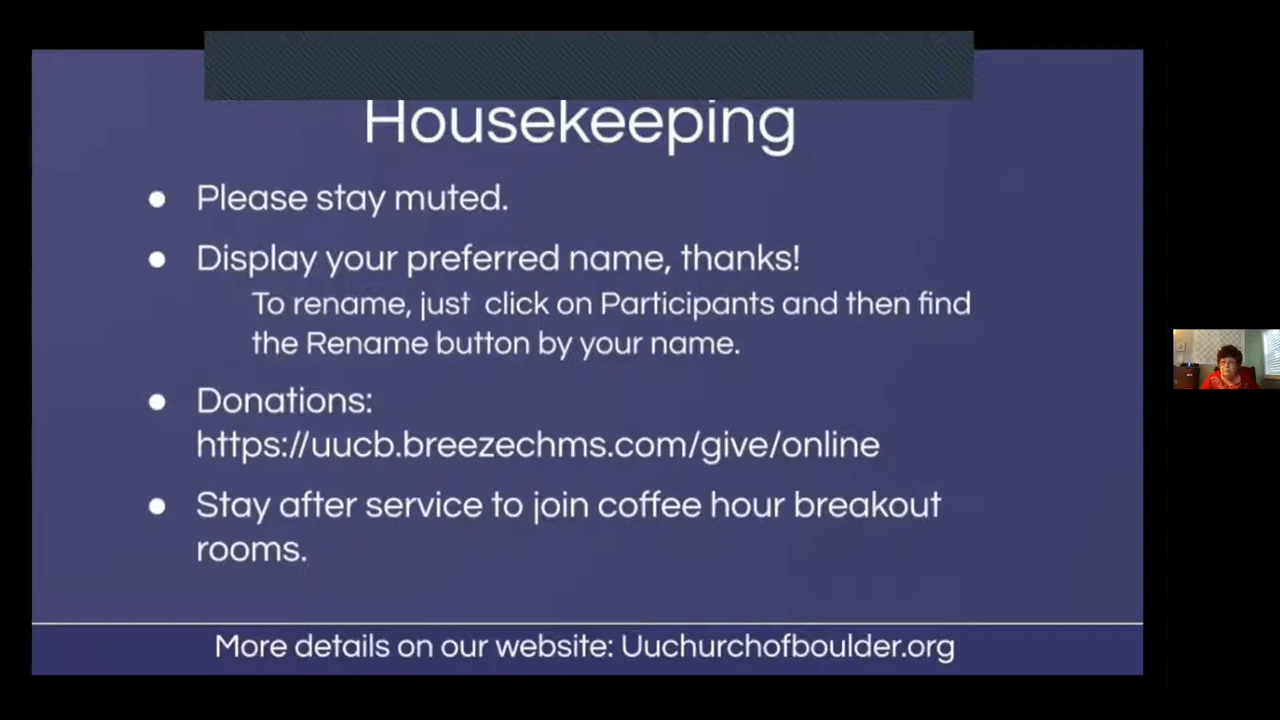 Housekeeping
● Please stay muted.
● Display your preferred name, thanks!
To rename, just click on Participants and then find
the Rename button by your name.
● Donations:
https://uucb.breezechms.com/give/online
● Stay after service to join coffee hour breakout
rooms.
More details on our website: Uuchurchofboulder.org